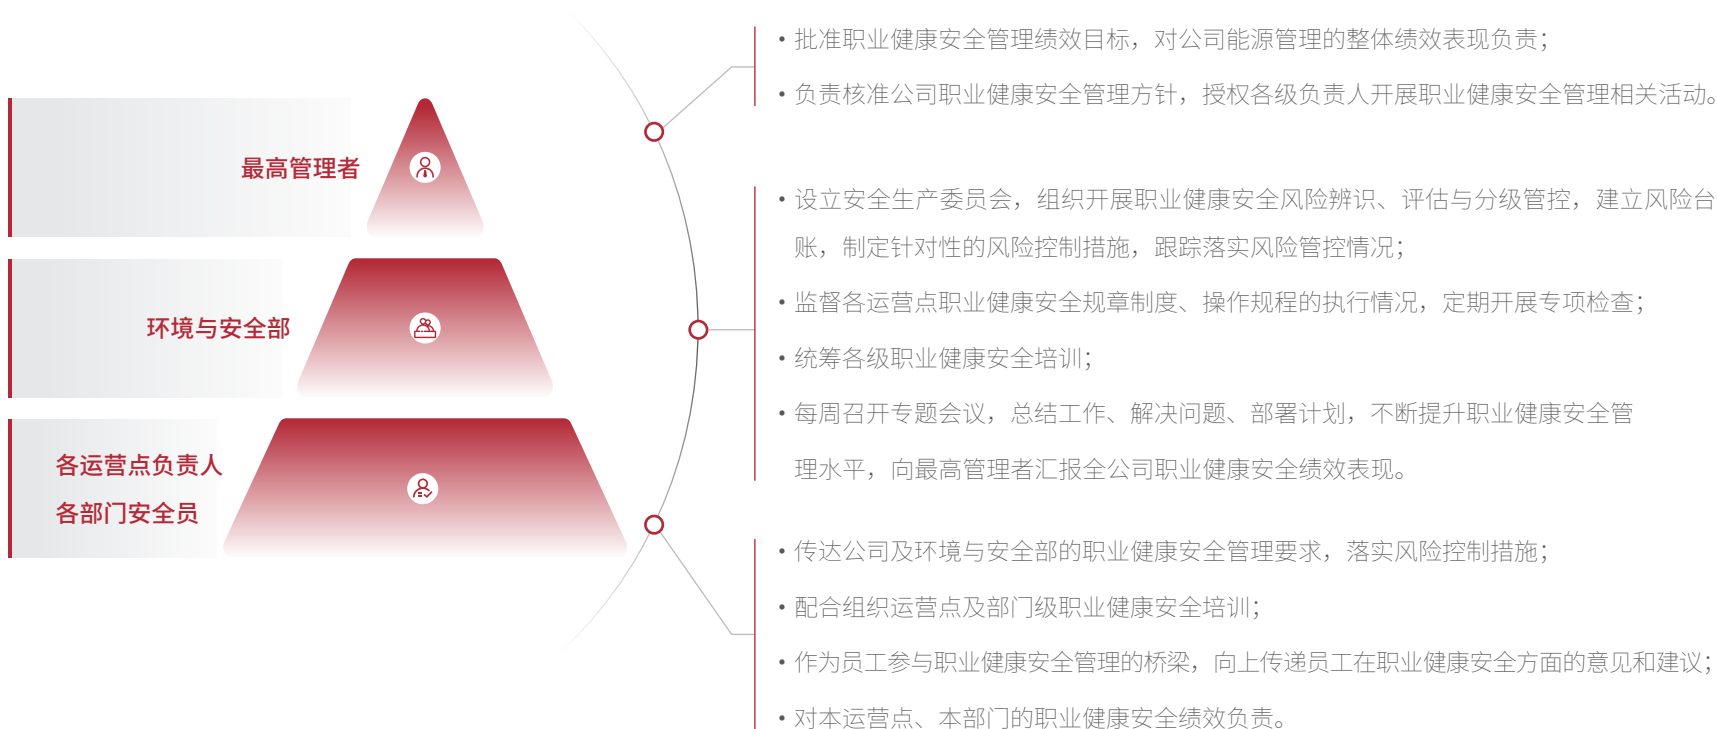 最高管理者
环境与安全部
各运营点负责人
各部门安全员
• 批准职业健康安全管理绩效目标，对公司能源管理的整体绩效表现负责；
• 负责核准公司职业健康安全管理方针，授权各级负责人开展职业健康安全管理相关活动。
• 设立安全生产委员会，组织开展职业健康安全风险辨识、评估与分级管控，建立风险台
账，制定针对性的风险控制措施，跟踪落实风险管控情况；
• 监督各运营点职业健康安全规章制度、操作规程的执行情况，定期开展专项检查；
• 统筹各级职业健康安全培训；
• 每周召开专题会议，总结工作、解决问题、部署计划，不断提升职业健康安全管
理水平，向最高管理者汇报全公司职业健康安全绩效表现。
• 传达公司及环境与安全部的职业健康安全管理要求，落实风险控制措施；
• 配合组织运营点及部门级职业健康安全培训；
• 作为员工参与职业健康安全管理的桥梁，向上传递员工在职业健康安全方面的意见和建议；
• 对本运营点、本部门的职业健康安全绩效负责。